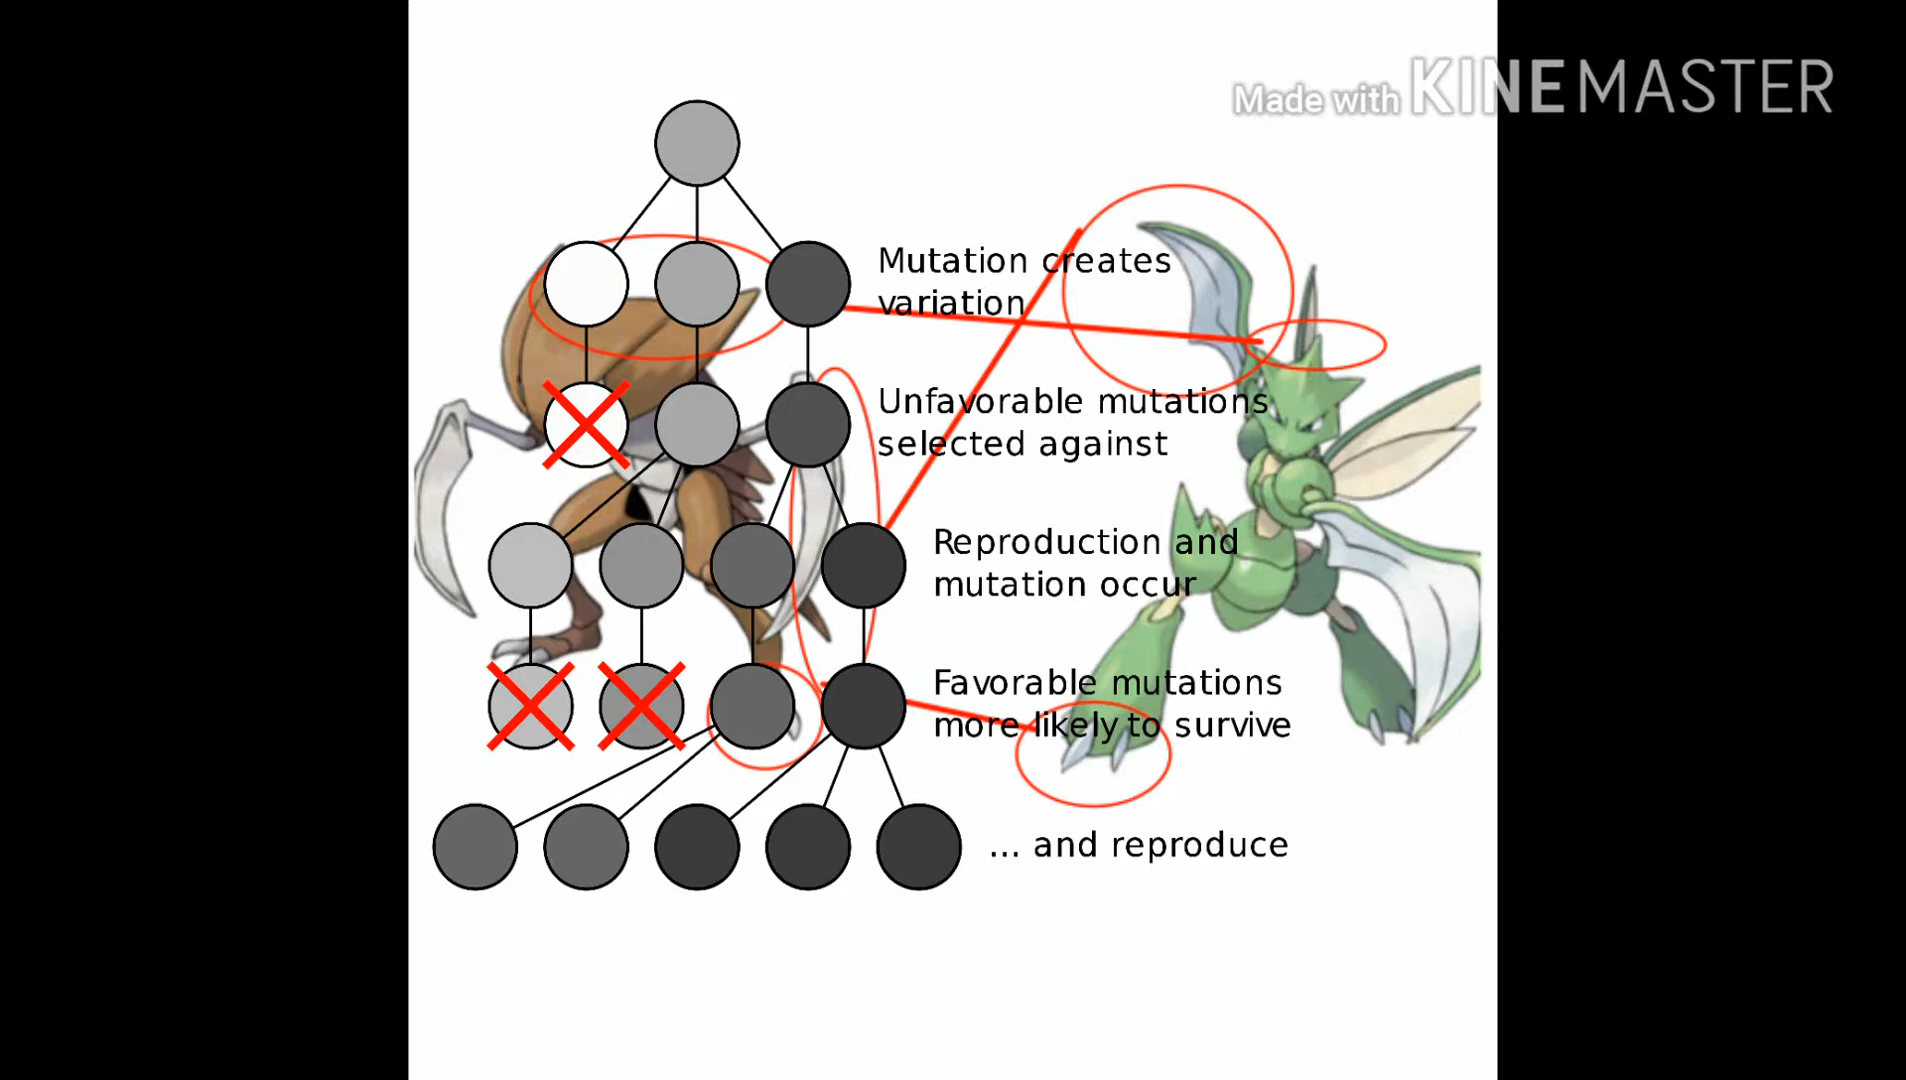 Made with KINEMASTER
Mutation creates
variation
Unfavorable mutations
selected against
Reproduction and
mutation occur
Favorable mutations
more likely to survive
... and reproduce